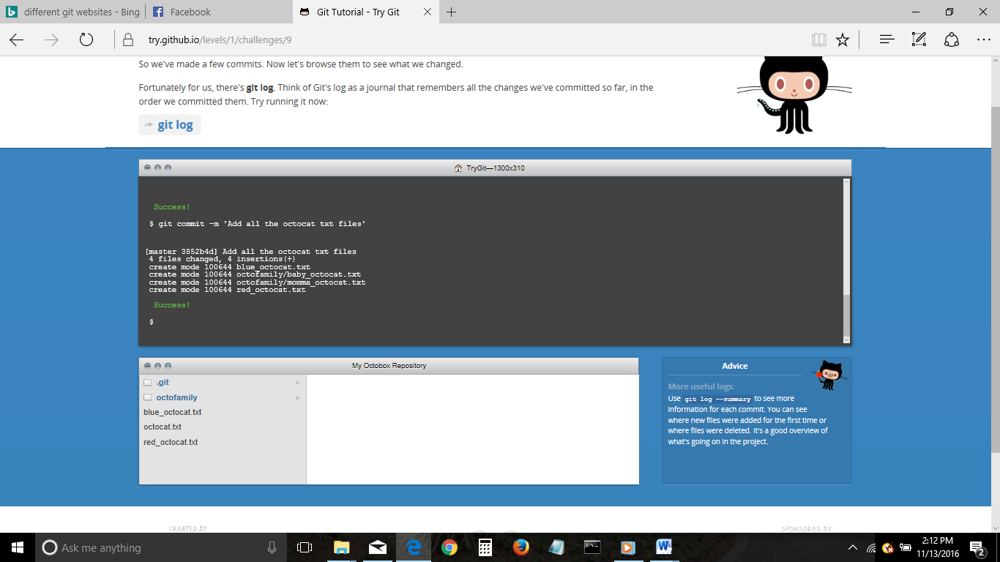 different git websites - Bing
Facebook
Git Tutorial - Try Git
try.github.io/levels/1/challenges/9
So we've made a few commits. Now let's browse them to see what we changed.
Fortunately for us, there's git log. Think of Git's log as a journal that remembers all the changes we've committed so far, in the
order we committed them. Try running it now:
git log
TryGit—1300x310
Success!
$ git commit -m 'Add all the octocat txt files'
[master 3852b4d] Add all the octocat txt files
4 files changed, 4 insertions(+)
create mode 100644 blue_octocat.txt
create mode 100644 octofamily/baby_octocat.txt
create mode 100644 octofamily/momma_octocat.txt
create mode 100644 red_octocat.txt
Success!
$
My Octobox Repository
.git
octofamily
blue_octocat.txt
octocat.txt
red_octocat.txt
Advice
More useful logs:
Use git log --summary to see more
information for each commit. You can see
where new files were added for the first time or
where files were deleted. It's a good overview of
what's going on in the project.
CREATED BY
SPONSORED BY
Ask me anything
2:12 PM
11/13/2016
2